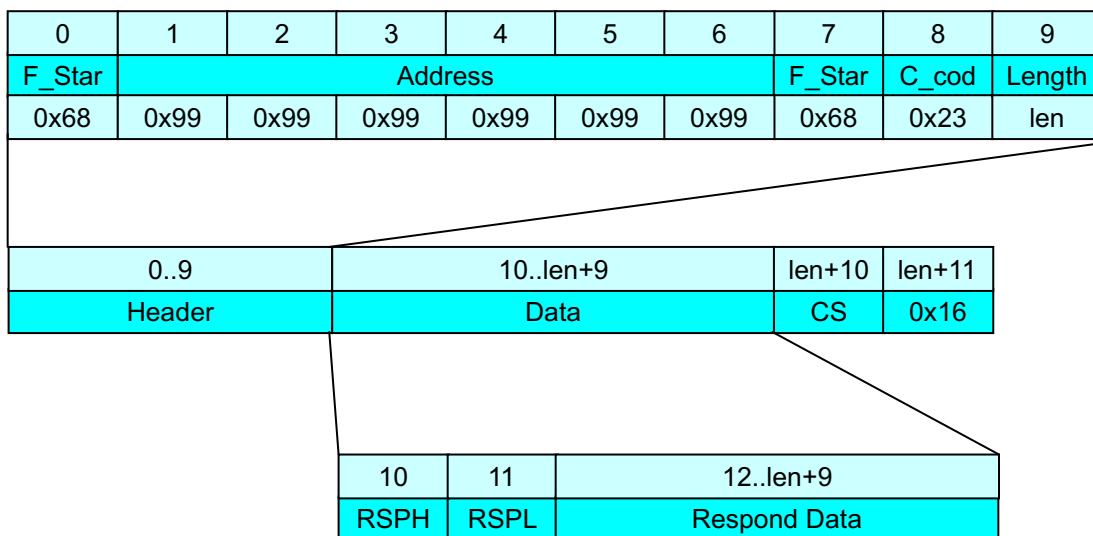 0 1 2 3 4 5 6 7 8 9
F_Star Address F_Star C_cod Length
0x68 0x99 0x99 0x99 0x99 0x99 0x99 0x68 0x23 len
0..9 10..len+9 len+10 len+11
Header Data CS 0x16
10 11 12..len+9
RSPH RSPL Respond Data